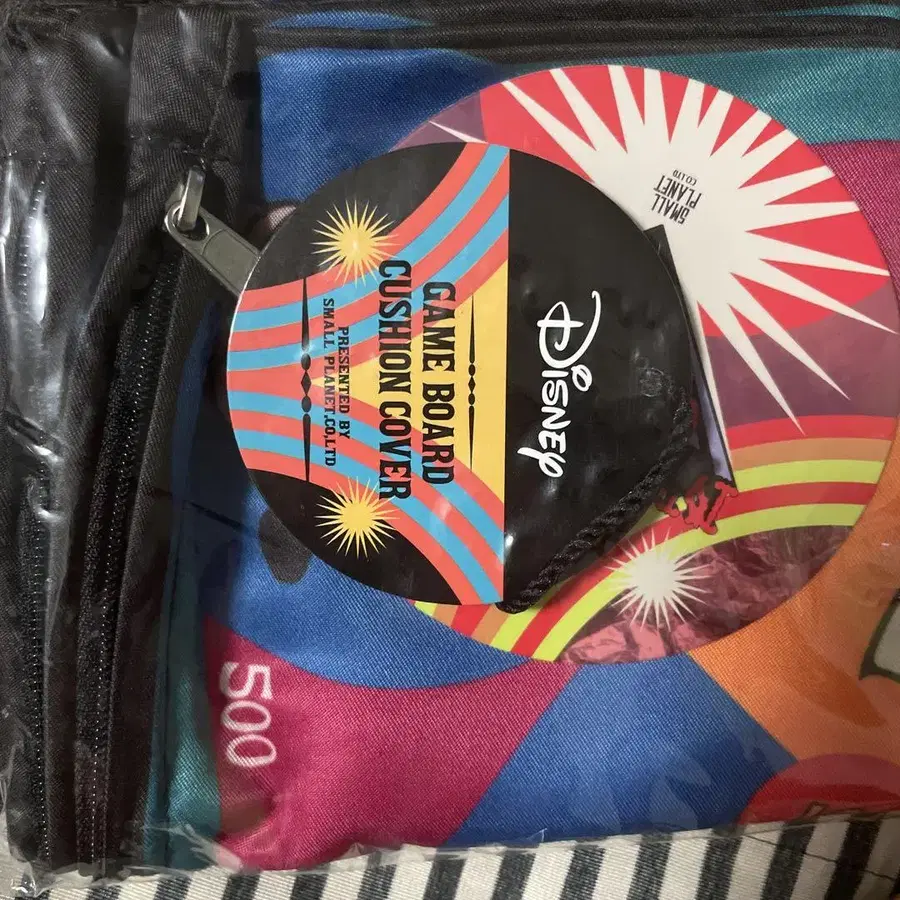 Disney
GAME BOARD
CUSHION COVER
PRESENTED BY
SMALL PLANET.CO,LTD
SMALL
PLANET
CO.LTD
500